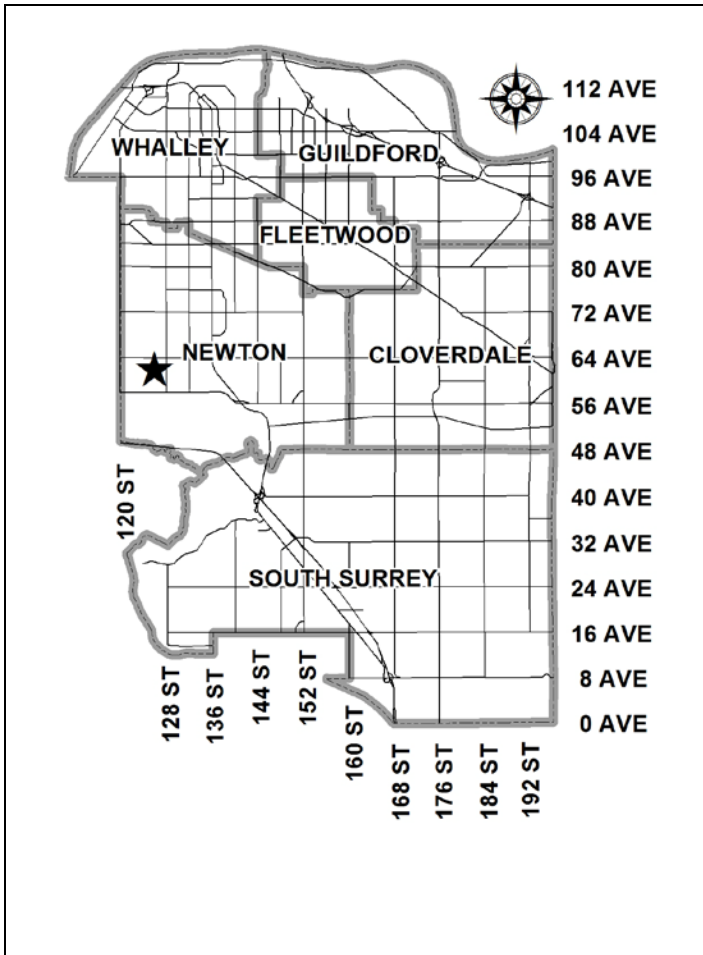 112 AVE
104 AVE
WHALLEY
GUILDFORD
96 AVE
88 AVE
FLEETWOOD
80 AVE
72 AVE
NEWTON
CLOVERDALE
64 AVE
56 AVE
48 AVE
120 ST
40 AVE
32 AVE
SOUTH SURREY
24 AVE
16 AVE
128 ST
136 ST
144 ST
152 ST
160 ST
8 AVE
0 AVE
168 ST
176 ST
184 ST
192 ST